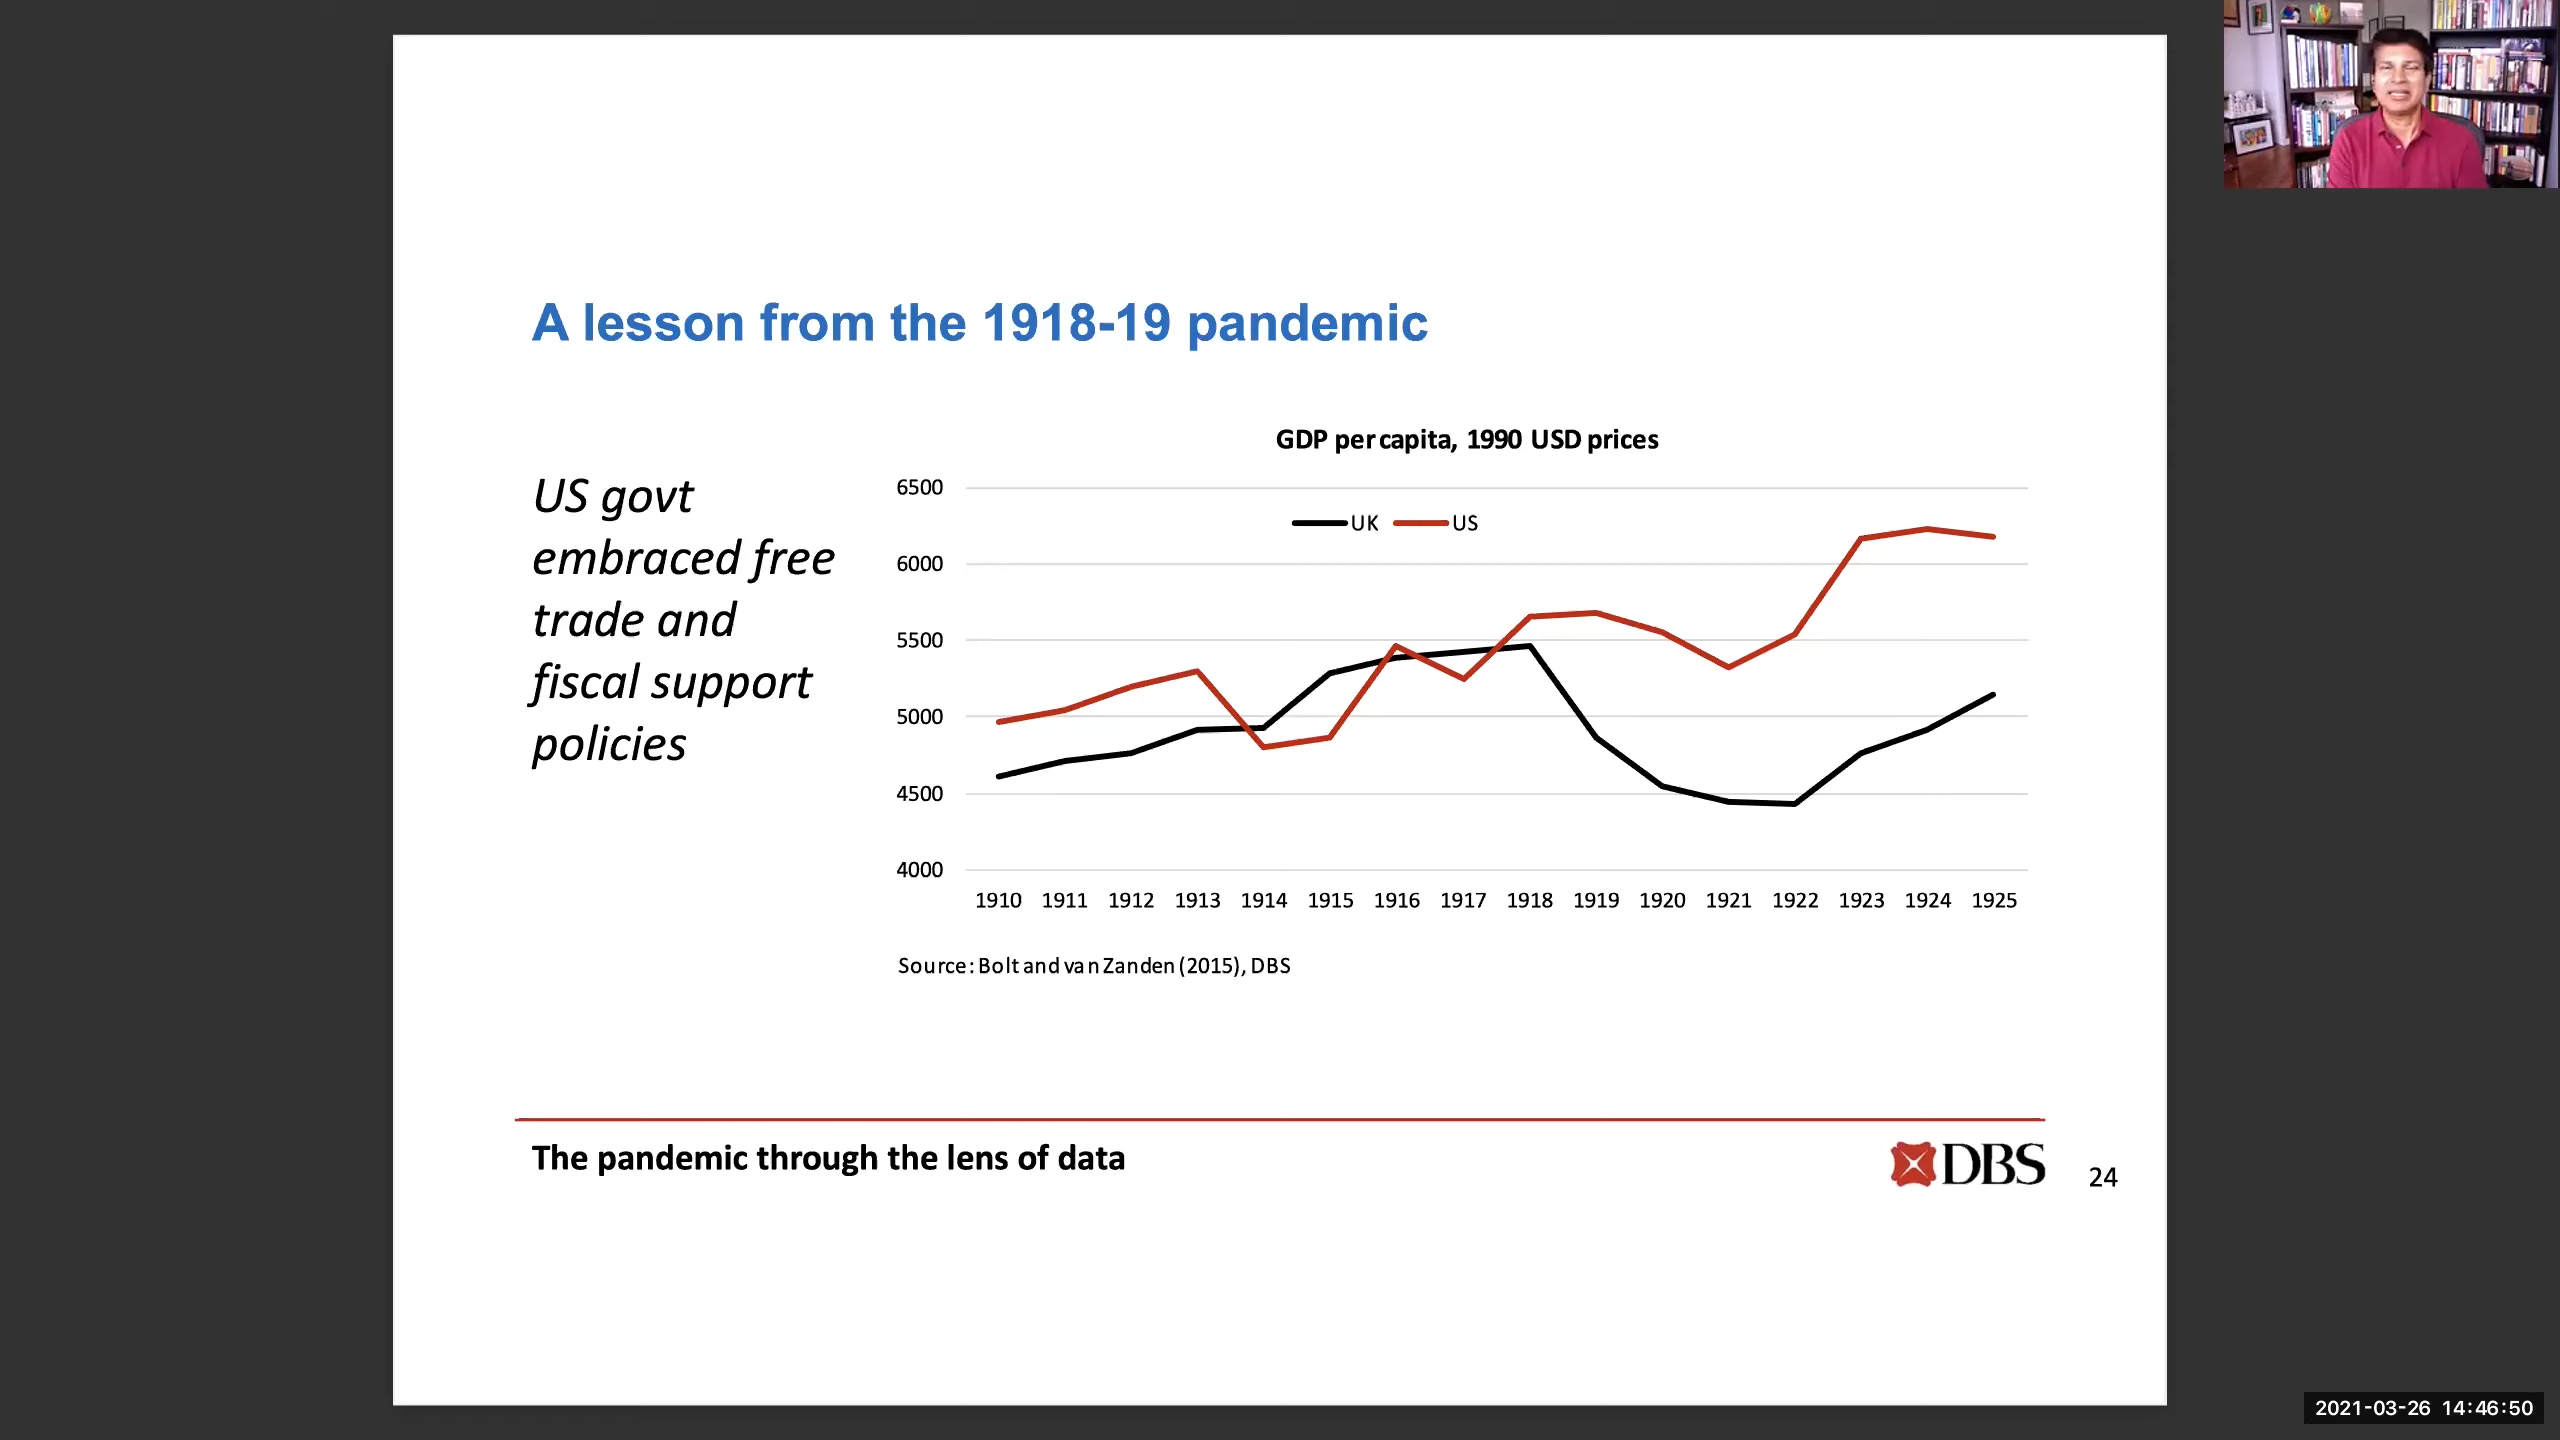 A lesson from the 1918-19 pandemic
US govt
embraced free
trade and
fiscal support
policies
GDP per capita, 1990 USD prices
UK US
6500
6000
5500
5000
4500
4000
1910 1911 1912 1913 1914 1915 1916 1917 1918 1919 1920 1921 1922 1923 1924 1925
Source: Bolt and van Zanden (2015), DBS
The pandemic through the lens of data
DBS
24
2021-03-26 14:46:50